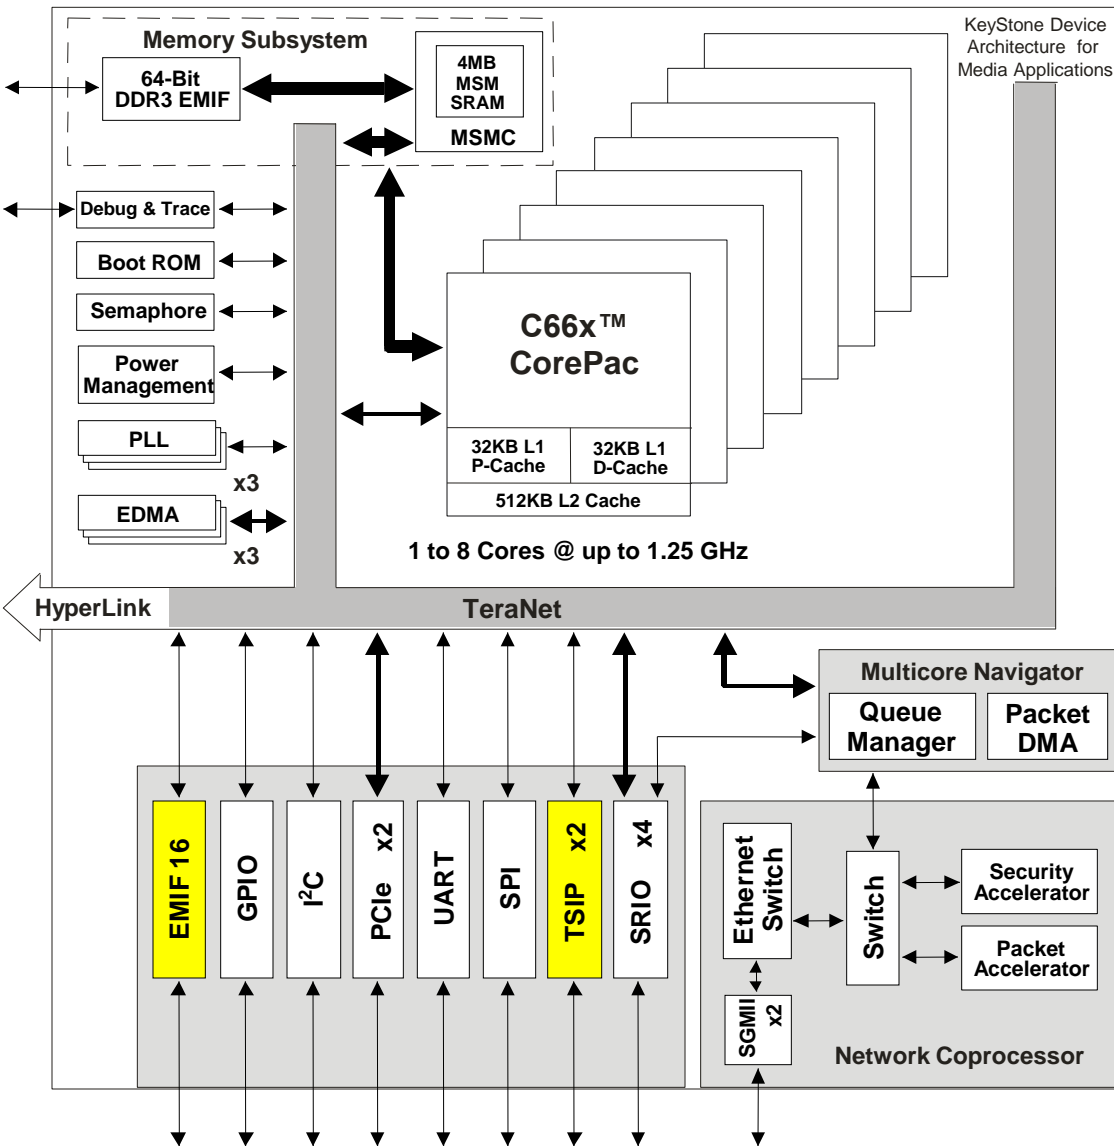 KeyStone Device
Architecture for
Media Applications
Memory Subsystem
64-Bit
DDR3 EMIF
4MB
MSM
SRAM
MSMC
Debug & Trace
Boot ROM
Semaphore
Power
Management
PLL
x3
EDMA
x3
C66x™
CorePac
32KB L1
P-Cache
32KB L1
D-Cache
512KB L2 Cache
1 to 8 Cores @ up to 1.25 GHz
HyperLink
TeraNet
Multicore Navigator
Queue
Manager
Packet
DMA
EMIF 16
GPIO
I²C
PCIe x2
UART
SPI
TSIP x2
SRIO x4
Ethernet
Switch
Switch
Security
Accelerator
Packet
Accelerator
SGMII
x2
Network Coprocessor